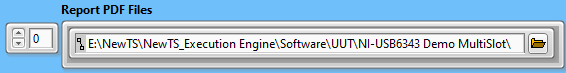 Report PDF Files
0
E:\NewTS\NewTS_Execution Engine\Software\UUT\NI-USB6343 Demo MultiSlot\